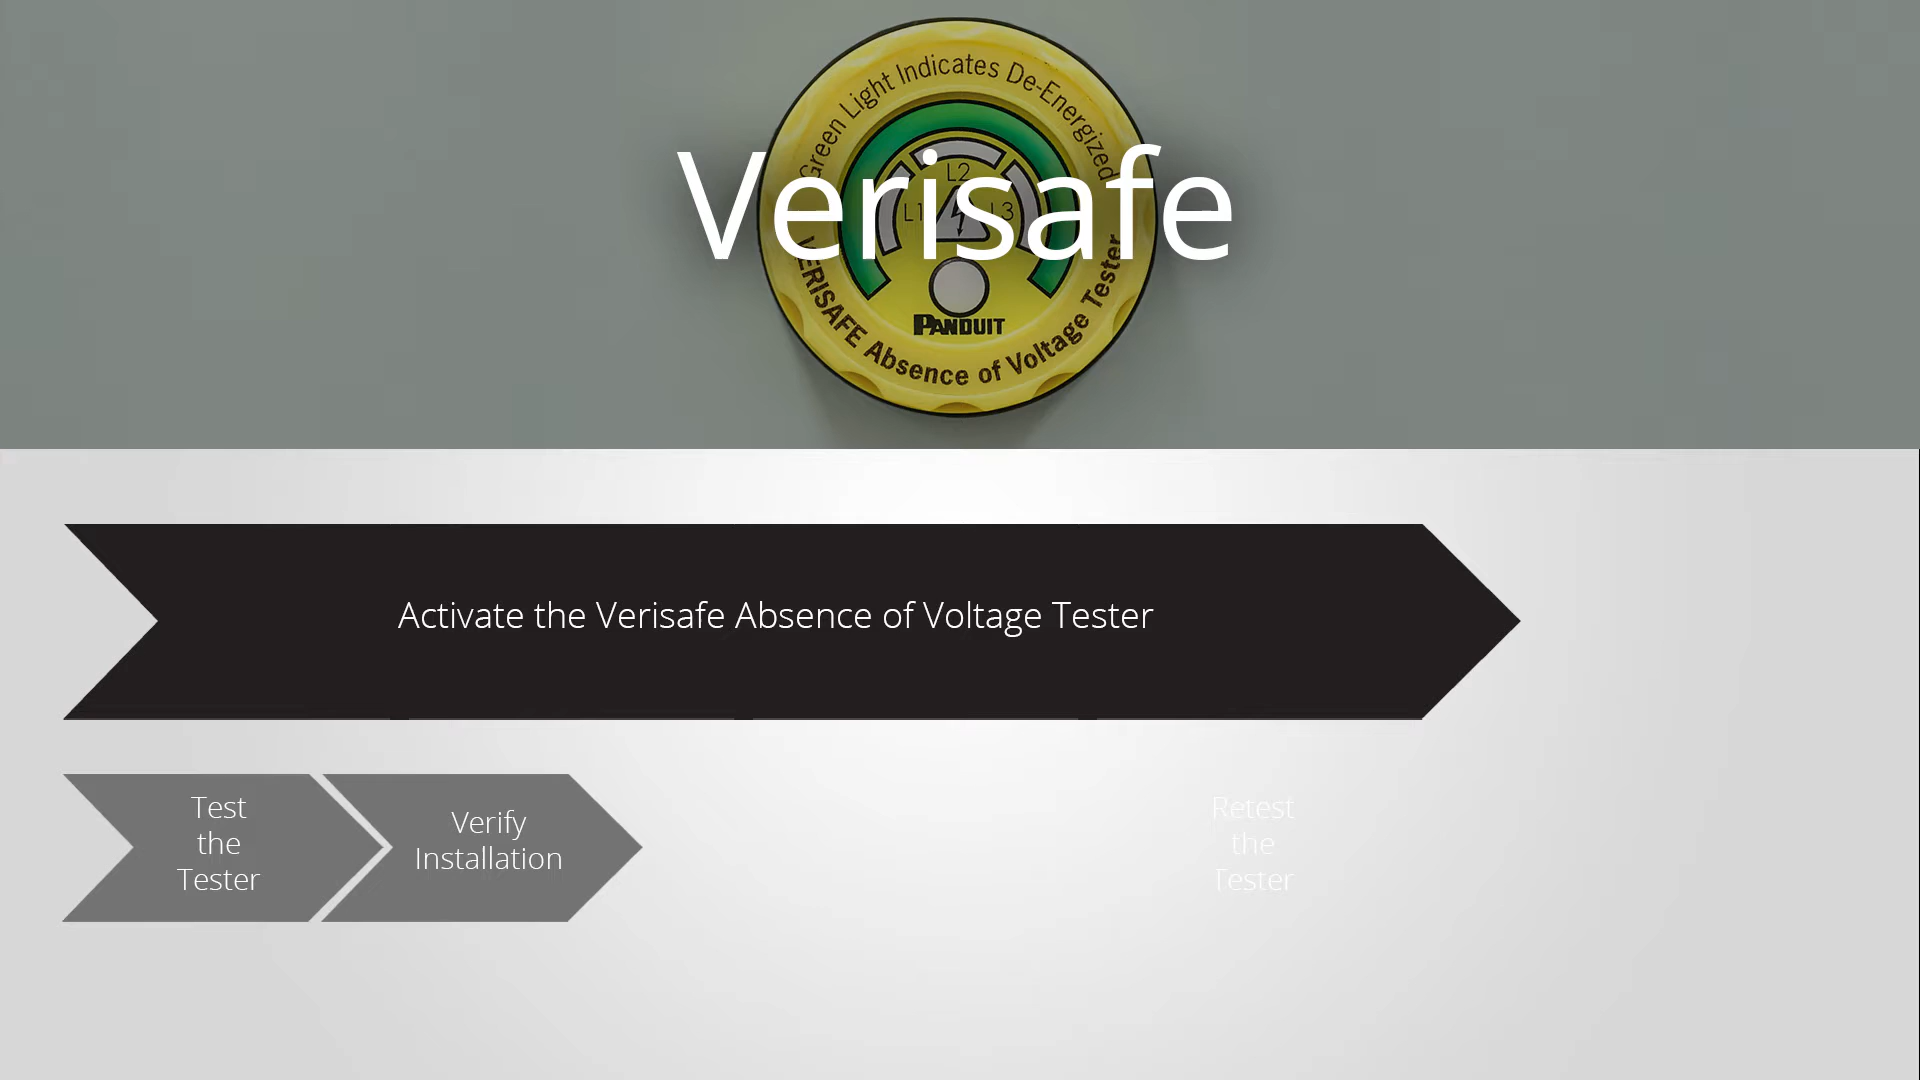 Green Light Indicates De-Energized
Verisafe
L1
L2
L3
PANDUIT
VERISAFE Absence of Voltage Tester
Activate the Verisafe Absence of Voltage Tester
Test
the
Tester
Verify
Installation
Retest
the
Tester